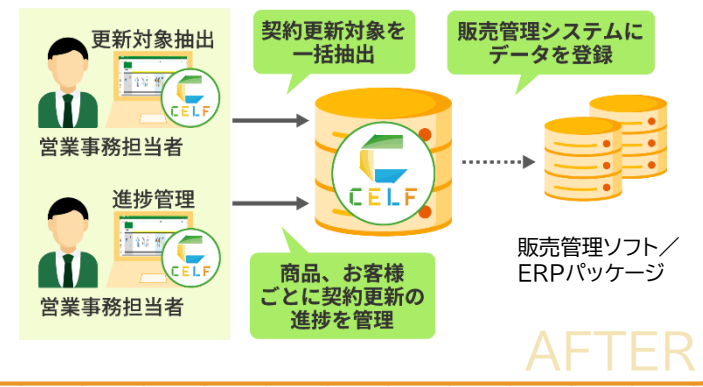 更新対象抽出
CELF
営業事務担当者
進捗管理
CELF
営業事務担当者
契約更新対象を
一括抽出
CELF
商品、お客様
ごとに契約更新の
進捗を管理
販売管理システムに
データを登録
販売管理ソフト／
ERPパッケージ
AFTER